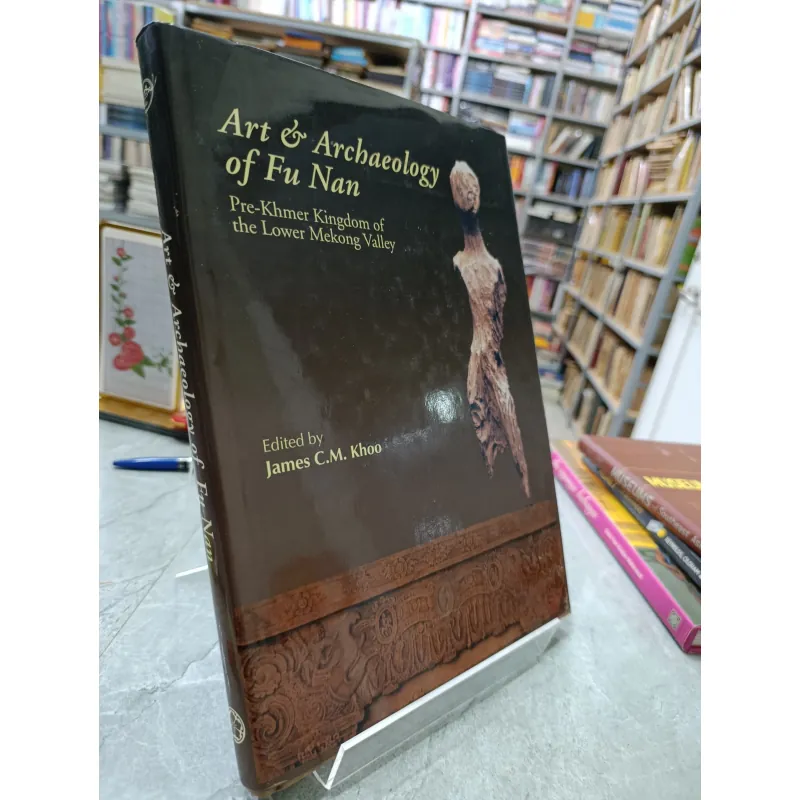 Art & Archaeology
of Fu Nan
Pre-Khmer Kingdom of
the Lower Mekong Valley
Edited by
James C.M. Khoo
Art & Archaeology of Fu Nan
MUSEUMS